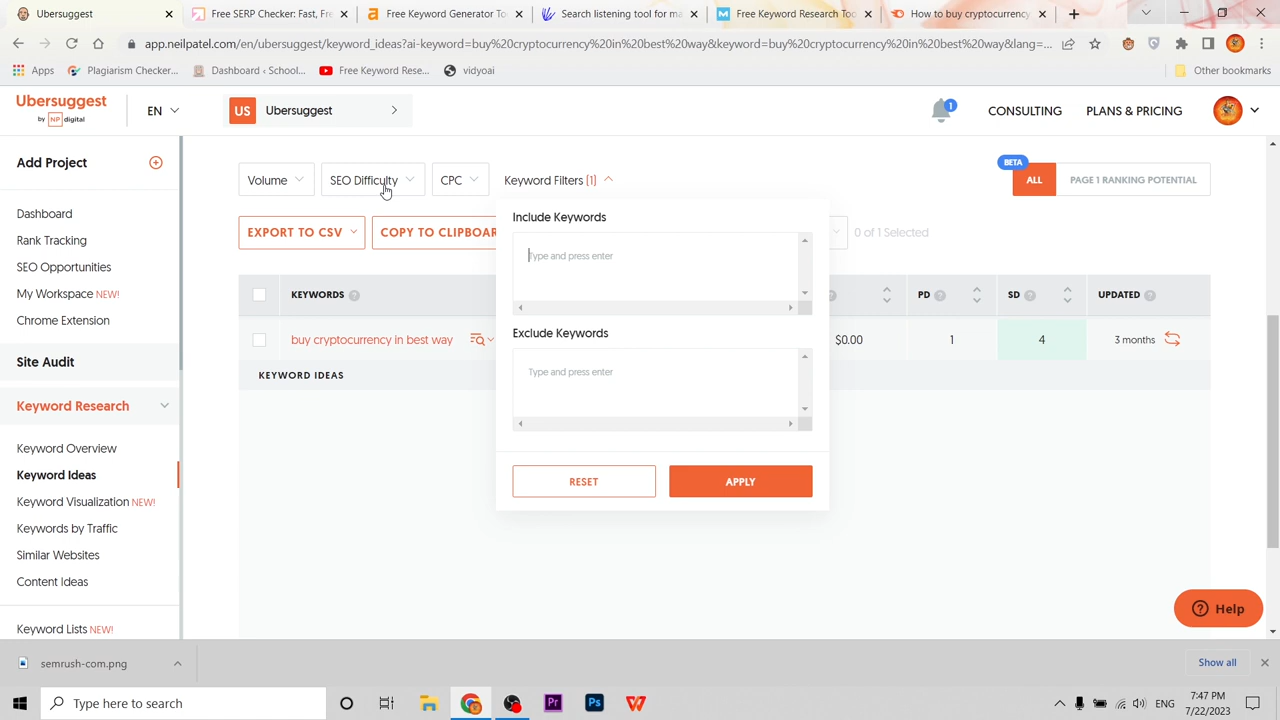 Ubersuggest
Free SERP Checker: Fast, Fre
Free Keyword Generator To
Search listening tool for ma
Free Keyword Research Too
How to buy cryptocurrency
app.neilpatel.com/en/ubersuggest/keyword_ideas?ai-keyword=buy%20cryptocurrency%20in%20best%20way&keyword=buy%20cryptocurrency%20in%20best%20way&lang=...
Apps
Plagiarism Checker...
Dashboard ‹ School...
Free Keyword Rese...
vidyoai
Other bookmarks
Ubersuggest
by NP digital
EN
US
Ubersuggest
1
CONSULTING
PLANS & PRICING
Add Project
Dashboard
Rank Tracking
SEO Opportunities
My Workspace NEW!
Chrome Extension
Site Audit
Keyword Research
Keyword Overview
Keyword Ideas
Keyword Visualization NEW!
Keywords by Traffic
Similar Websites
Content Ideas
Keyword Lists NEW!
Volume
SEO Difficulty
CPC
Keyword Filters (1)
BETA
ALL
PAGE 1 RANKING POTENTIAL
EXPORT TO CSV
COPY TO CLIPBOAR
0 of 1 Selected
Include Keywords
Type and press enter
Exclude Keywords
Type and press enter
RESET
APPLY
KEYWORDS
PD
SD
UPDATED
buy cryptocurrency in best way
$0.00
1
4
3 months
KEYWORD IDEAS
Help
semrush-com.png
Show all
Type here to search
Pr
Ps
ENG
7:47 PM
7/22/2023